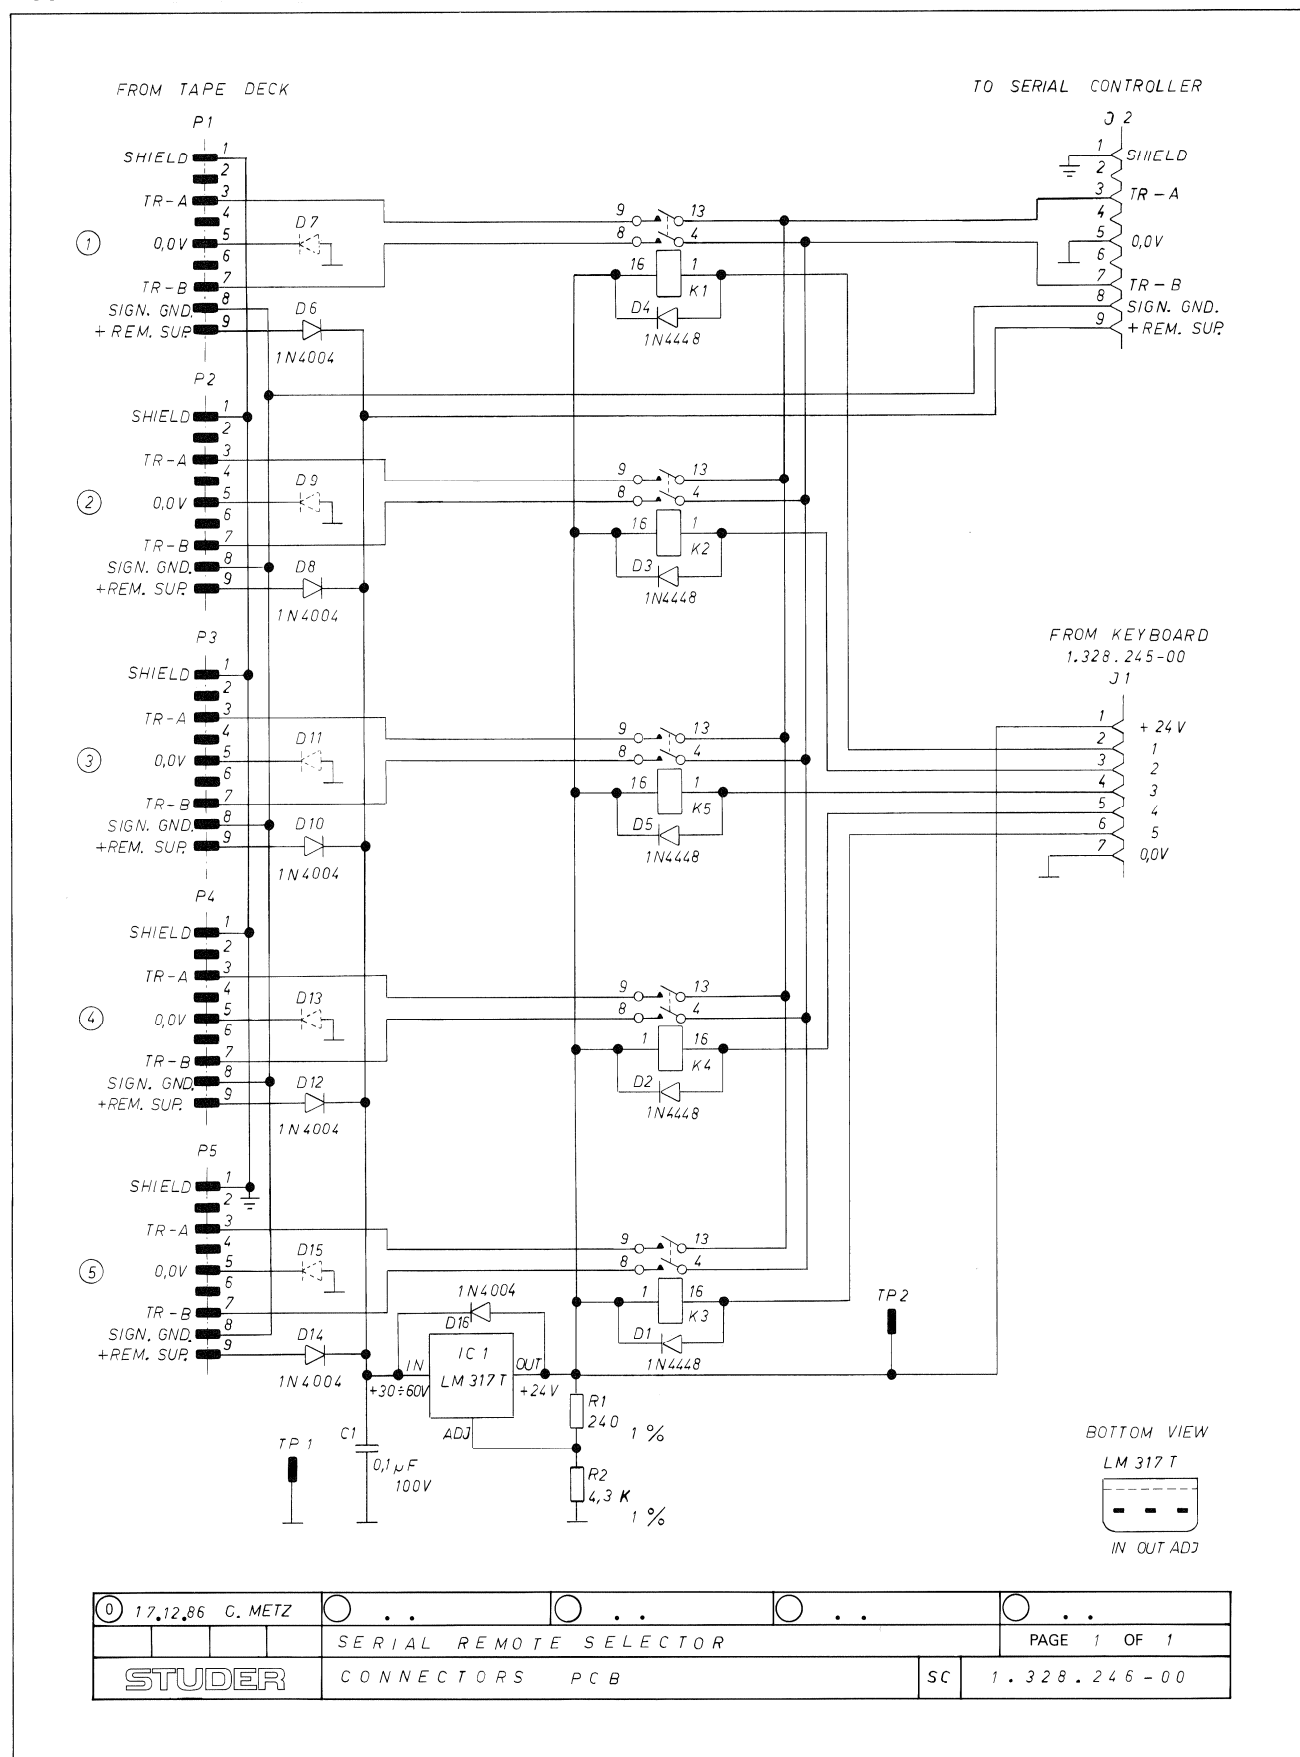 FROM TAPE DECK
TO SERIAL CONTROLLER
P1
SHIELD 1
2
TR-A 3
4
1
0,0V 5
6
TR-B 7
SIGN. GND. 8
+REM. SUP. 9
D7
D6
1N4004
9 13
8 4
16 1
K1
D4
1N4448
J2
1 SHIELD
2
3 TR-A
4
5 0,0V
6
7 TR-B
8 SIGN. GND.
9 +REM. SUP.
P2
SHIELD 1
2
TR-A 3
4
2
0,0V 5
6
TR-B 7
SIGN. GND. 8
+REM. SUP. 9
D9
D8
1N4004
9 13
8 4
16 1
K2
D3
1N4448
P3
SHIELD 1
2
TR-A 3
4
3
0,0V 5
6
TR-B 7
SIGN. GND. 8
+REM. SUP. 9
D11
D10
1N4004
9 13
8 4
16 1
K5
D5
1N4448
FROM KEYBOARD
1.328.245-00
J1
1 +24V
2 1
3 2
4 3
5 4
6 5
7 0,0V
P4
SHIELD 1
2
TR-A 3
4
4
0,0V 5
6
TR-B 7
SIGN. GND. 8
+REM. SUP. 9
D13
D12
1N4004
9 13
8 4
1 16
K4
D2
1N4448
P5
SHIELD 1
2
TR-A 3
4
5
0,0V 5
6
TR-B 7
SIGN. GND. 8
+REM. SUP. 9
D15
D14
1N4004
9 13
8 4
1 16
K3
D1
1N4448
1N4004
D16
IN
+30÷60V
IC1
LM317T
OUT
+24V
ADJ
TP2
R1
240
1%
R2
4,3K
1%
C1
0,1µF
100V
TP1
BOTTOM VIEW
LM317T
IN OUT ADJ
0 17.12.86 C. METZ
. .
. .
. .
. .
SERIAL REMOTE SELECTOR
PAGE 1 OF 1
STUDER
CONNECTORS PCB
SC
1.328.246-00